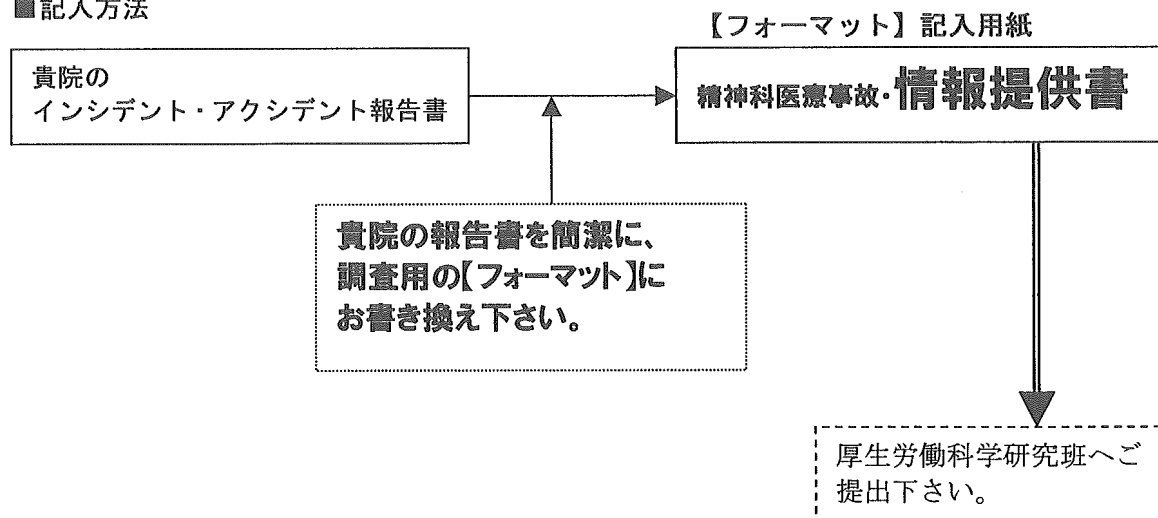 ■記入方法
【フォーマット】記入用紙
貴院の
インシデント・アクシデント報告書
精神科医療事故・情報提供書
貴院の報告書を簡潔に、
調査用の【フォーマット】に
お書き換え下さい。
厚生労働科学研究班へご
提出下さい。